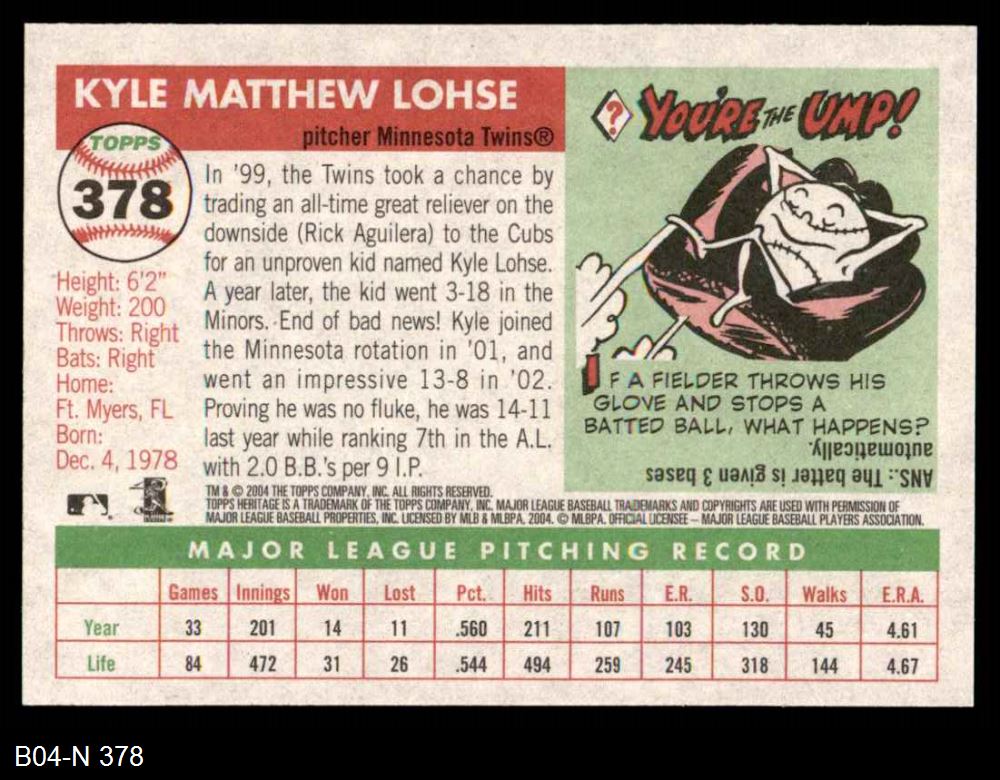 KYLE MATTHEW LOHSE
pitcher Minnesota Twins®
TOPPS
378
Height: 6'2"
Weight: 200
Throws: Right
Bats: Right
Home:
Ft. Myers, FL
Born:
Dec. 4, 1978
In '99, the Twins took a chance by
trading an all-time great reliever on the
downside (Rick Aguilera) to the Cubs
for an unproven kid named Kyle Lohse.
A year later, the kid went 3-18 in the
Minors. End of bad news! Kyle joined
the Minnesota rotation in '01, and
went an impressive 13-8 in '02.
Proving he was no fluke, he was 14-11
last year while ranking 7th in the A.L.
with 2.0 B.B.'s per 9 I.P.
? YOU'RE THE UMP!
IF A FIELDER THROWS HIS
GLOVE AND STOPS A
BATTED BALL, WHAT HAPPENS?
ANS.: The batter is given 3 bases
automatically.
TM & © 2004 THE TOPPS COMPANY, INC. ALL RIGHTS RESERVED.
TOPPS HERITAGE IS A TRADEMARK OF THE TOPPS COMPANY, INC. MAJOR LEAGUE BASEBALL TRADEMARKS AND COPYRIGHTS ARE USED WITH PERMISSION OF
MAJOR LEAGUE BASEBALL PROPERTIES, INC. LICENSED BY MLB & MLBPA, 2004. © MLBPA. OFFICIAL LICENSEE – MAJOR LEAGUE BASEBALL PLAYERS ASSOCIATION.
MAJOR LEAGUE PITCHING RECORD
Games Innings Won Lost Pct. Hits Runs E.R. S.O. Walks E.R.A.
Year 33 201 14 11 .560 211 107 103 130 45 4.61
Life 84 472 31 26 .544 494 259 245 318 144 4.67
B04-N 378